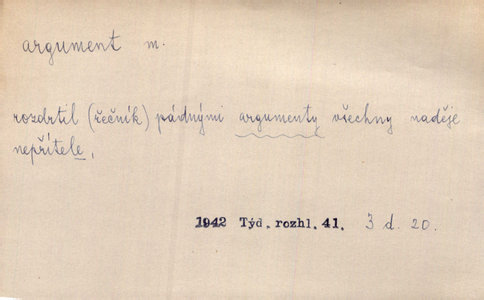 argument m.
rozdrtil (řečník) pádnými argumenty všechny naděje
nepřítele,
1942 Týd. rozhl. 41. 3 d. 20.